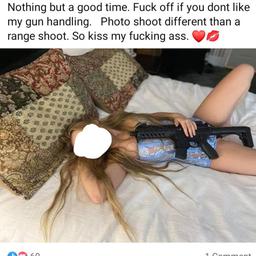 Nothing but a good time. Fuck off if you dont like
my gun handling. Photo shoot different than a
range shoot. So kiss my fucking ass. ❤️💋
60
1 Comment